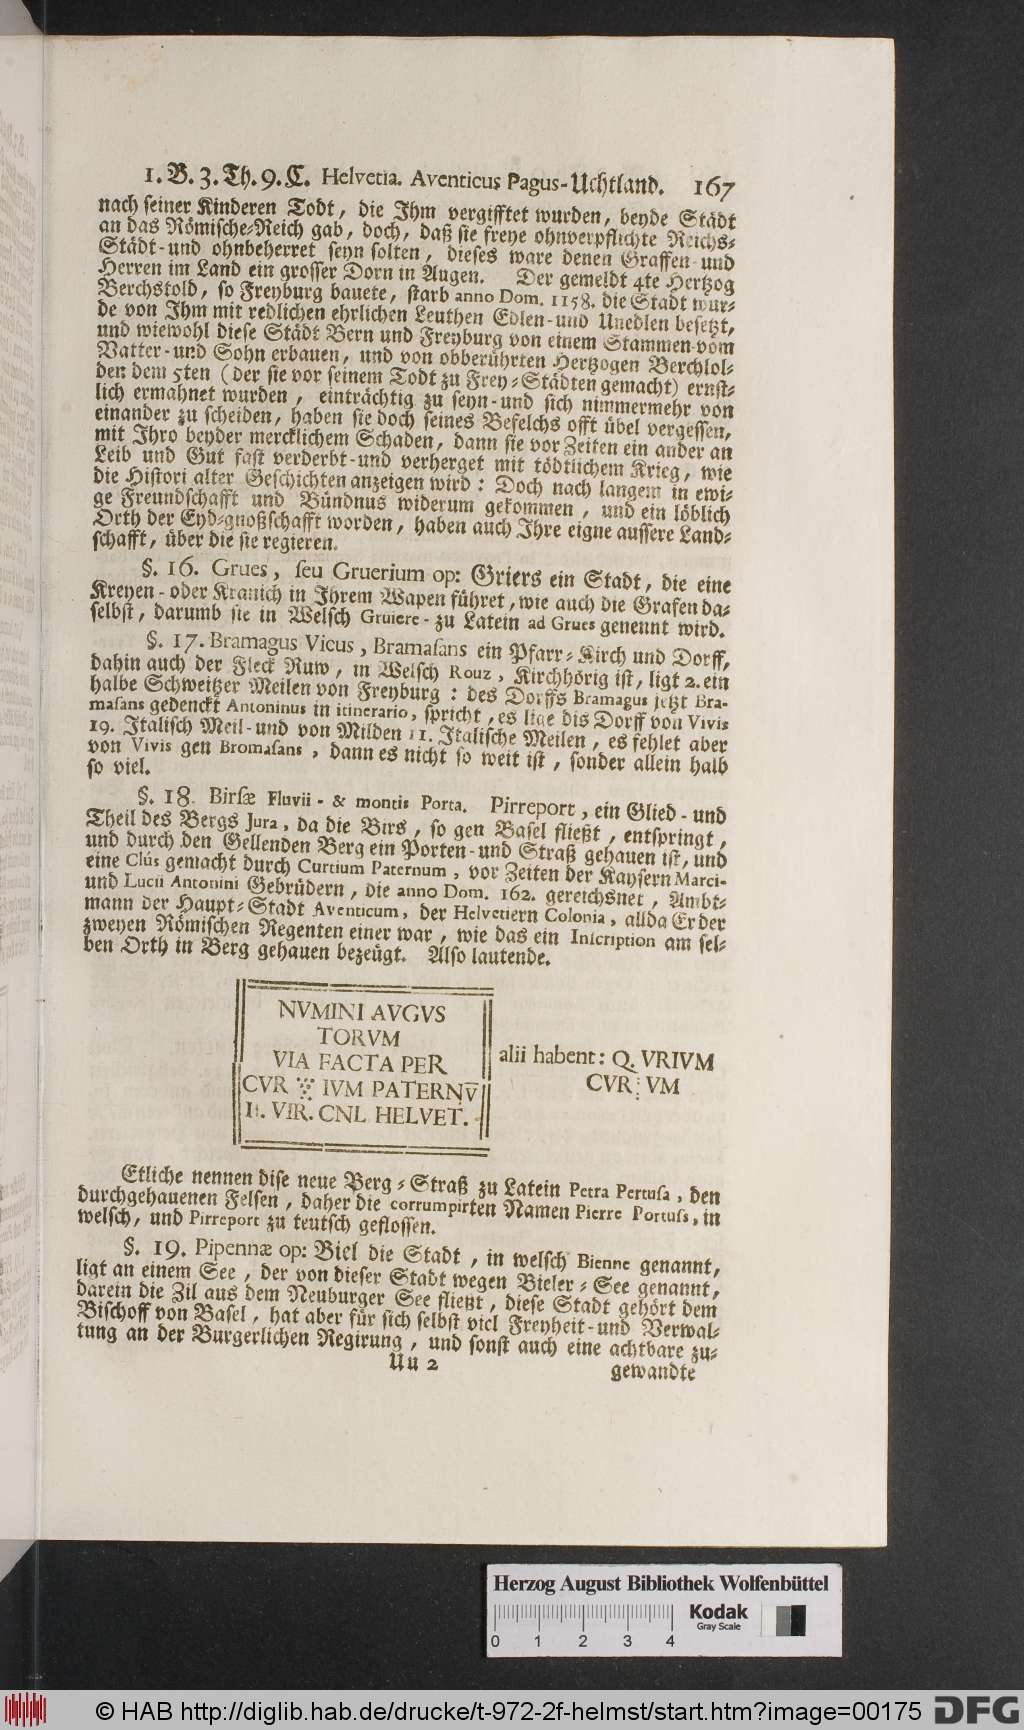 1. B. 3. Th. 9. C. Helvetia. Aventicus Pagus-Uchtland. 167
nach seiner Kinderen Todt, die Ihm vergifftet wurden, beyde Städt
an das Römische-Reich gab, doch, daß sie freye ohnverpflichte Reichs-
Städt- und ohnbeherret seyn solten, dieses ware denen Graffen- und
Herren im Land ein grosser Dorn in Augen. Der gemeldt 4te Hertzog
Berchstold, so Freyburg bauete, starb anno Dom. 1158. die Stadt wur-
de von Ihm mit redlichen ehrlichen Leuthen Edlen- und Unedlen besetzt,
und wiewohl diese Städt Bern und Freyburg von einem Stammen- vom
Vatter- und Sohn erbauen, und von obberührten Hertzogen Berchlol-
den dem 5ten (der sie vor seinem Todt zu Frey-Städten gemacht) ernst-
lich ermahnet wurden, einträchtig zu seyn- und sich nimmermehr von
einander zu scheiden, haben sie doch seines Befelchs offt übel vergessen,
mit Ihro beyder mercklichem Schaden, dann sie vor Zeiten ein ander an
Leib und Gut fast verderbt- und verherget mit tödtlichem Krieg, wie
die Histori alter Geschichten anzeigen wird: Doch nach langem in ewi-
ge Freundschafft und Bündnus widerum gekommen, und ein löblich
Orth der Eyd-gnoßschafft worden, haben auch Ihre eigne aussere Land-
schafft, über die sie regieren.
§. 16. Grues, seu Gruerium op: Griers ein Stadt, die eine
Kreyen- oder Kranich in Ihrem Wapen führet, wie auch die Grafen da-
selbst, darumb sie in Welsch Gruiere- zu Latein ad Grues genennt wird.
§. 17. Bramagus Vicus, Bramasans ein Pfarr-Kirch und Dorff,
dahin auch der Fleck Ruw, in Welsch Rouz, Kirchhörig ist, ligt 2. ein
halbe Schweitzer Meilen von Freyburg: des Dorffs Bramagus jetzt Bra-
masans gedenckt Antoninus in itinerario, spricht, es lige dis Dorff von Vivis
19. Italisch Meil- und von Milden 11. Italische Meilen, es fehlet aber
von Vivis gen Bromasans, dann es nicht so weit ist, sonder allein halb
so viel.
§. 18. Birsæ Fluvii- & montis Porta. Pirreport, ein Glied- und
Theil des Bergs Jura, da die Birs, so gen Basel fließt, entspringt,
und durch den Gellenden Berg ein Porten- und Straß gehauen ist, und
eine Clûs gemacht durch Curtium Paternum, vor Zeiten der Kaysern Marci-
und Lucii Antonini Gebrüdern, die anno Dom. 162. gereichsnet, Ambt-
mann der Haupt-Stadt Aventicum, der Helvetiern Colonia, allda Er der
zweyen Römischen Regenten einer war, wie das ein Inscription am sel-
ben Orth in Berg gehauen bezeügt. Also lautende.
NVMINI AVGVS
TORVM
VIA FACTA PER
CVR IVM PATERNV̅
II. VIR. CNL HELVET.
alii habent: Q. VRIVM
CVR VM
Etliche nennen dise neue Berg-Straß zu Latein Petra Pertusa, den
durchgehauenen Felsen, daher die corrumpirten Namen Pierre Portuss, in
welsch, und Pirreport zu teutsch geflossen.
§. 19. Pipennæ op: Biel die Stadt, in welsch Bienne genannt,
ligt an einem See, der von dieser Stadt wegen Bieler-See genannt,
darein die Zil aus dem Neuburger See fließt, diese Stadt gehört dem
Bischoff von Basel, hat aber für sich selbst viel Freyheit- und Verwal-
tung an der Burgerlichen Regirung, und sonst auch eine achtbare zu-
Uu 2
gewandte
Herzog August Bibliothek Wolfenbüttel
Kodak
Gray Scale
0 1 2 3 4
© HAB http://diglib.hab.de/drucke/t-972-2f-helmst/start.htm?image=00175
DFG